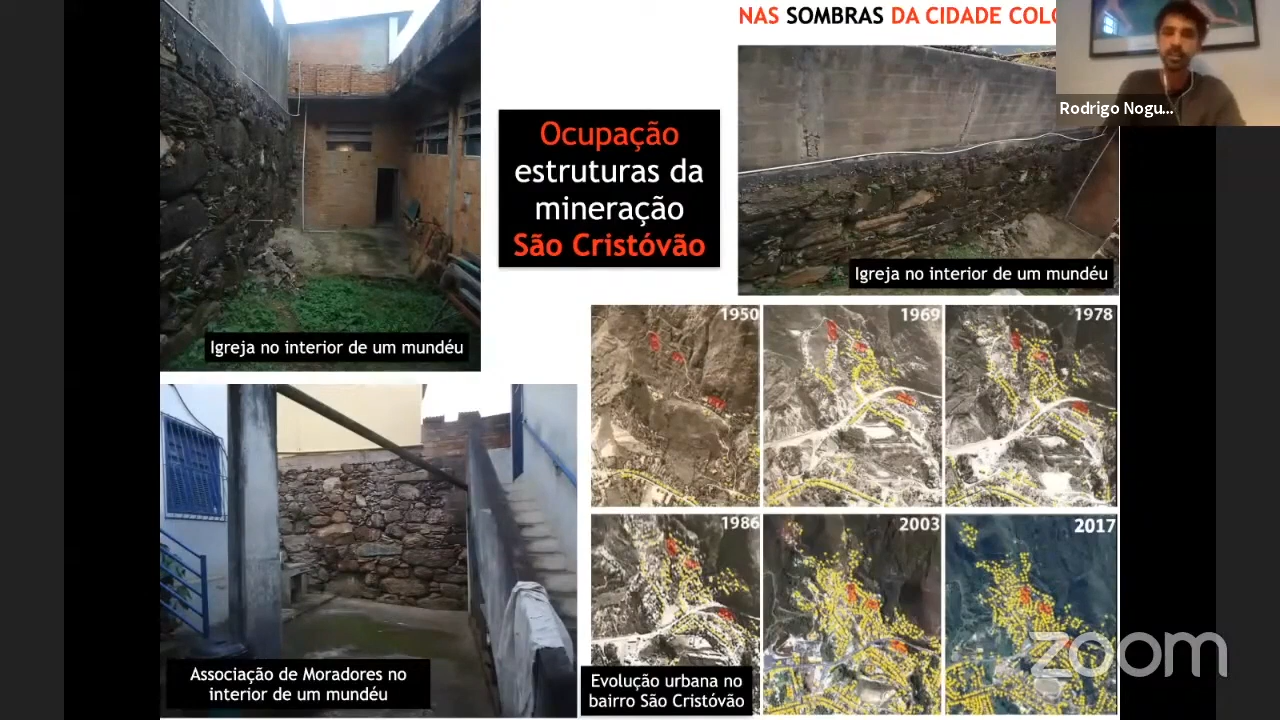 NAS SOMBRAS DA CIDADE
Rodrigo Nogu...
Ocupação
estruturas da
mineração
São Cristóvão
Igreja no interior de um mundéu
Igreja no interior de um mundéu
1950
1969
1978
1986
2003
2017
Associação de Moradores no
interior de um mundéu
Evolução urbana no
bairro São Cristóvão
zoom